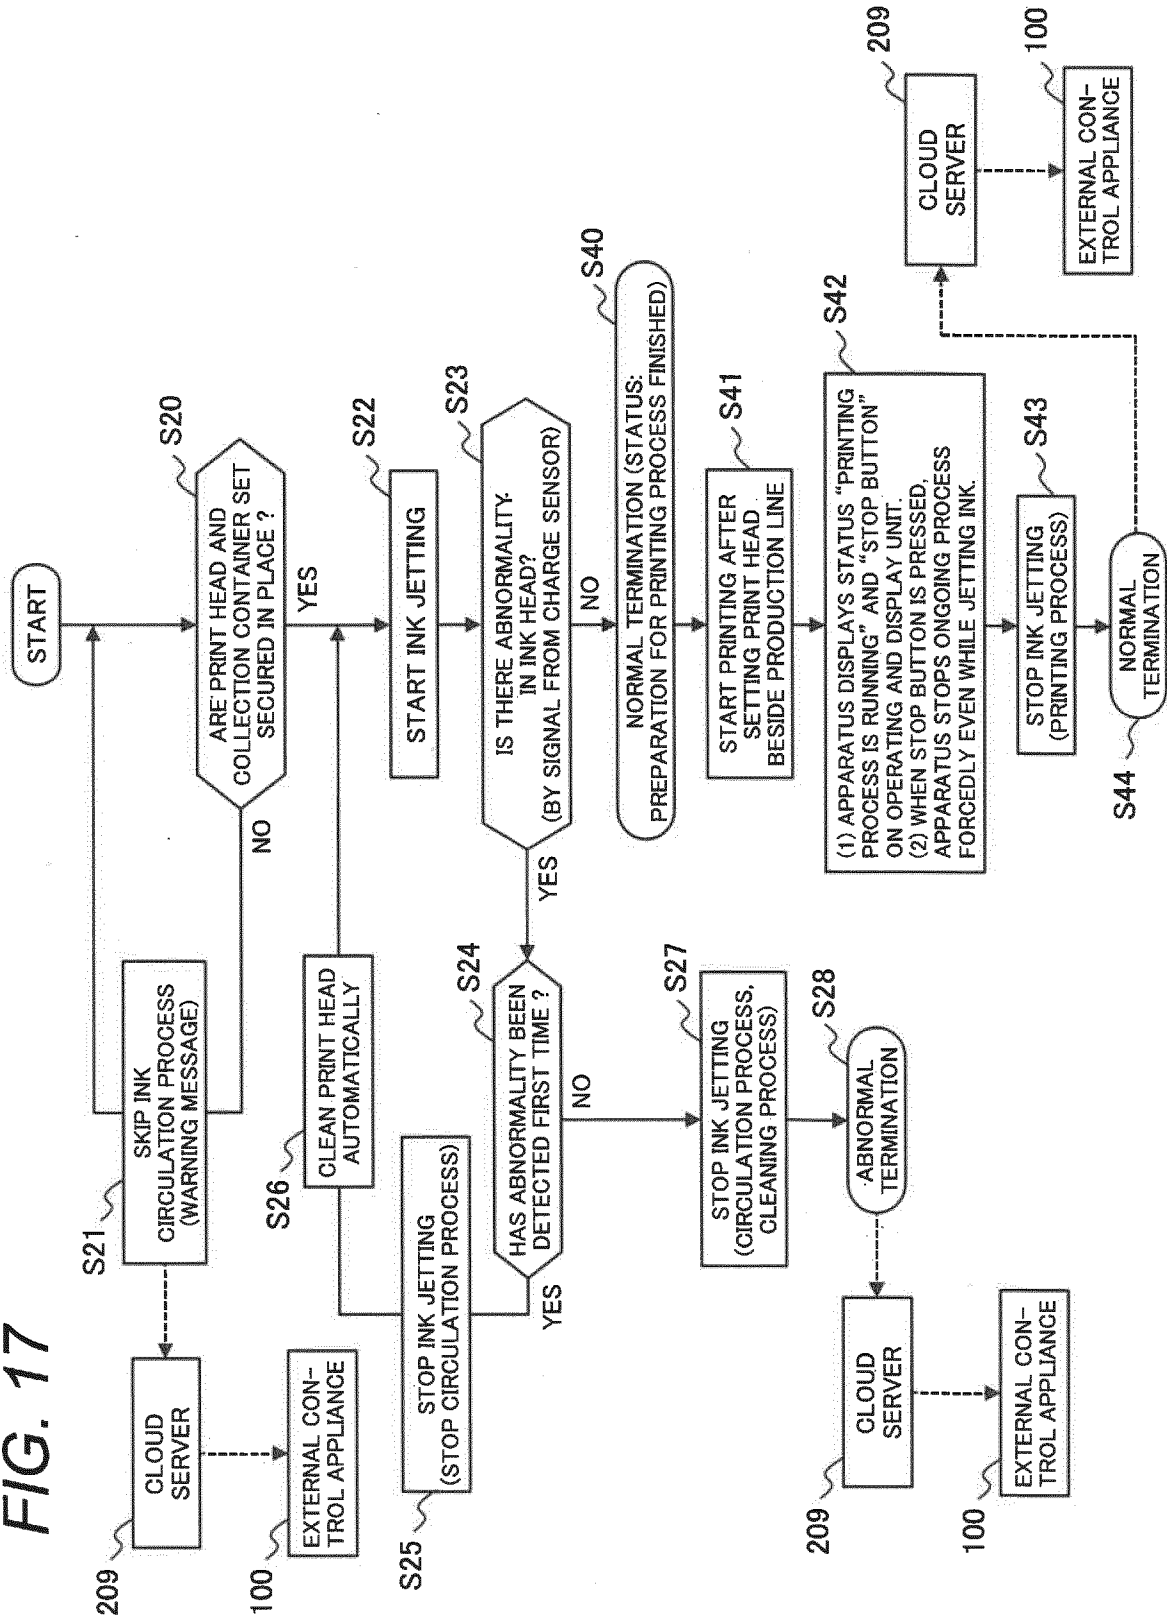 FIG. 17
START
S20
ARE PRINT HEAD AND
COLLECTION CONTAINER SET
SECURED IN PLACE ?
NO
YES
S21
SKIP INK
CIRCULATION PROCESS
(WARNING MESSAGE)
209
CLOUD
SERVER
100
EXTERNAL CON-
TROL APPLIANCE
S22
START INK JETTING
S23
IS THERE ABNORMALITY
IN INK HEAD?
(BY SIGNAL FROM CHARGE SENSOR)
YES
NO
S24
HAS ABNORMALITY BEEN
DETECTED FIRST TIME ?
YES
NO
S25
STOP INK JETTING
(STOP CIRCULATION PROCESS)
S26
CLEAN PRINT HEAD
AUTOMATICALLY
S27
STOP INK JETTING
(CIRCULATION PROCESS,
CLEANING PROCESS)
S28
ABNORMAL
TERMINATION
209
CLOUD
SERVER
100
EXTERNAL CON-
TROL APPLIANCE
S40
NORMAL TERMINATION (STATUS:
PREPARATION FOR PRINTING PROCESS FINISHED)
S41
START PRINTING AFTER
SETTING PRINT HEAD
BESIDE PRODUCTION LINE
S42
(1) APPARATUS DISPLAYS STATUS “PRINTING
PROCESS IS RUNNING” AND “STOP BUTTON”
ON OPERATING AND DISPLAY UNIT.
(2) WHEN STOP BUTTON IS PRESSED,
APPARATUS STOPS ONGOING PROCESS
FORCEDLY EVEN WHILE JETTING INK.
S43
STOP INK JETTING
(PRINTING PROCESS)
S44
NORMAL
TERMINATION
209
CLOUD
SERVER
100
EXTERNAL CON-
TROL APPLIANCE